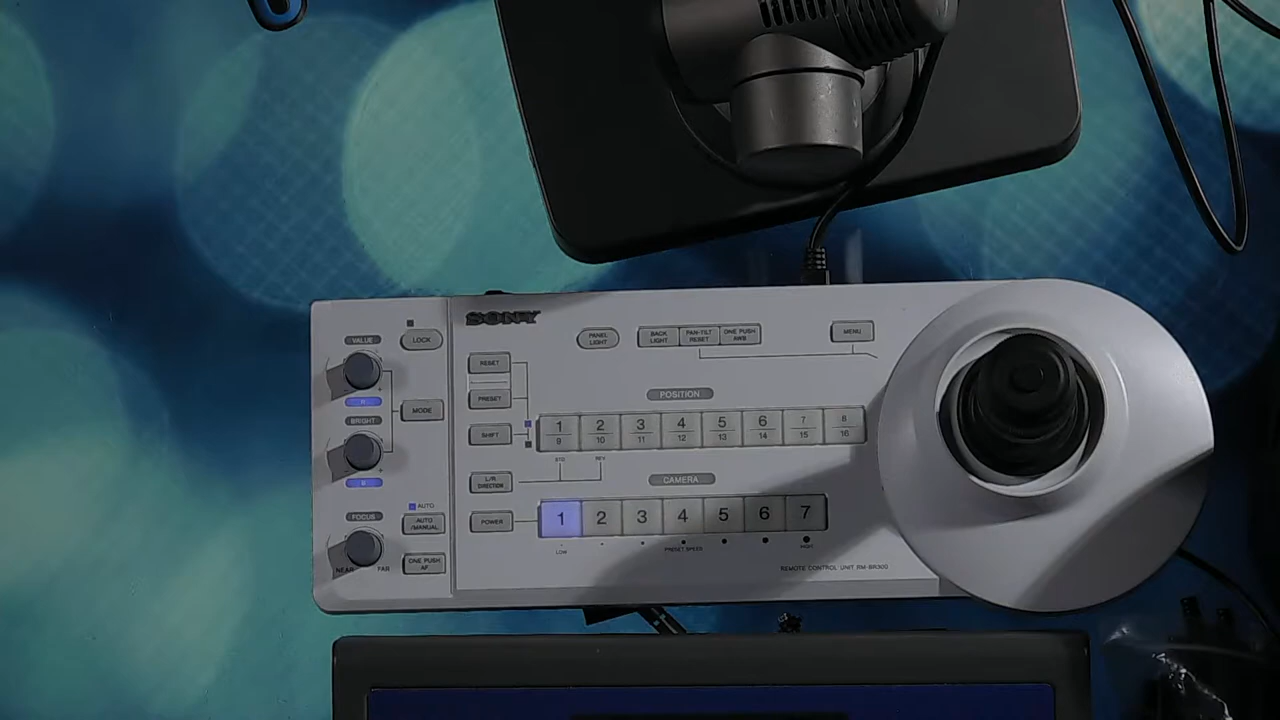 SONY
VALUE
LOCK
R
MODE
BRIGHT
B
FOCUS
NEAR
FAR
AUTO
AUTO
/MANUAL
ONE PUSH
AF
PANEL
LIGHT
BACK
LIGHT
PAN-TILT
RESET
ONE PUSH
AWB
MENU
RESET
PRESET
SHIFT
POSITION
1 2 3 4 5 6 7 8
9 10 11 12 13 14 15 16
STD REV
L/R
DIRECTION
CAMERA
POWER
1 2 3 4 5 6 7
LOW
PRESET SPEED
REMOTE CONTROL UNIT RM-BR300